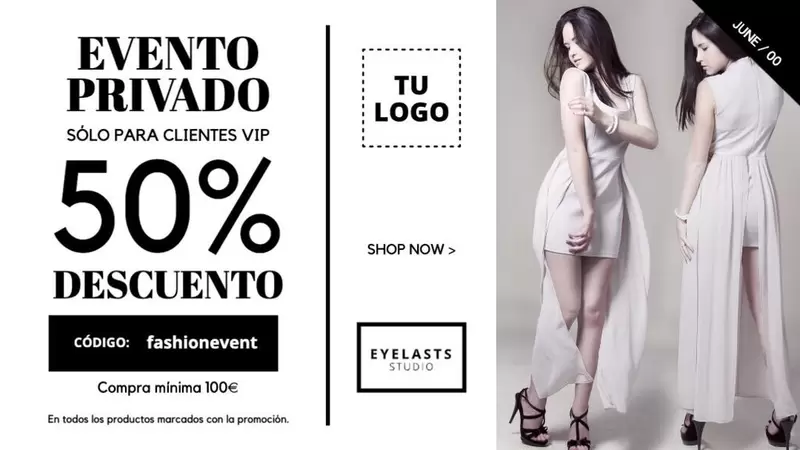 EVENTO
PRIVADO
SÓLO PARA CLIENTES VIP
50%
DESCUENTO
CÓDIGO: fashionevent
Compra mínima 100€
En todos los productos marcados con la promoción.
TU
LOGO
SHOP NOW >
EYELASTS
STUDIO
JUNE / 00